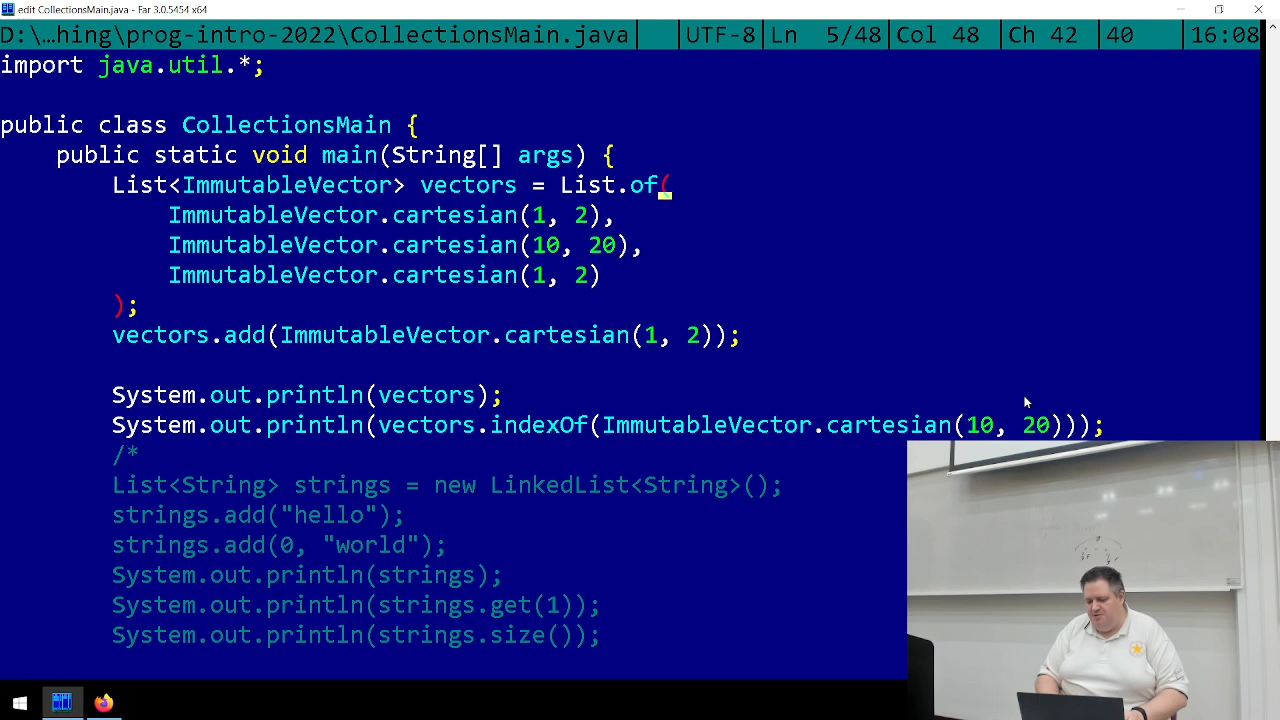 edit CollectionsMain.java - Far 3.0.5454 x64
D:\…hing\prog-intro-2022\CollectionsMain.java UTF-8 Ln 5/48 Col 48 Ch 42 40 16:08
import java.util.*;
public class CollectionsMain {
public static void main(String[] args) {
List<ImmutableVector> vectors = List.of(
ImmutableVector.cartesian(1, 2),
ImmutableVector.cartesian(10, 20),
ImmutableVector.cartesian(1, 2)
);
vectors.add(ImmutableVector.cartesian(1, 2));
System.out.println(vectors);
System.out.println(vectors.indexOf(ImmutableVector.cartesian(10, 20)));
/*
List<String> strings = new LinkedList<String>();
strings.add("hello");
strings.add(0, "world");
System.out.println(strings);
System.out.println(strings.get(1));
System.out.println(strings.size());